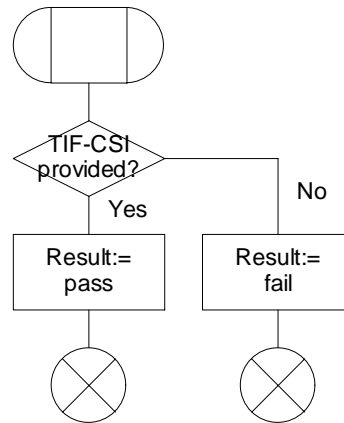 TIF-CSI
provided?
Yes
No
Result:=
pass
Result:=
fail